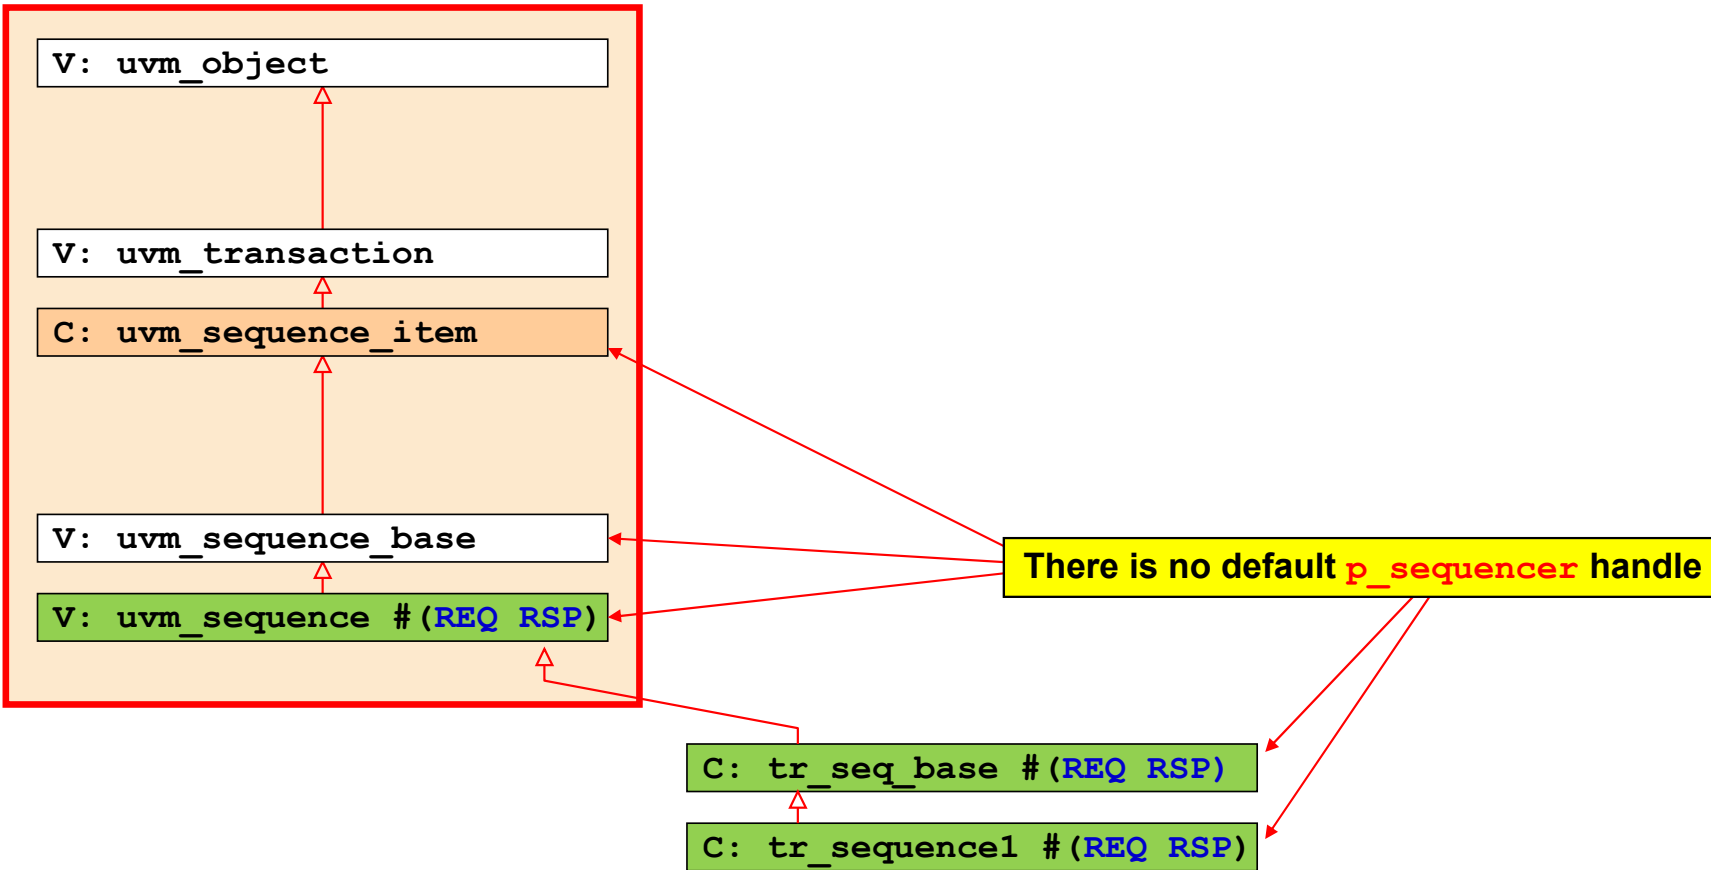 V: uvm_object
V: uvm_transaction
C: uvm_sequence_item
V: uvm_sequence_base
There is no default p_sequencer handle
V: uvm_sequence #(REQ RSP)
C: tr_seq_base #(REQ RSP)
C: tr_sequence1 #(REQ RSP)